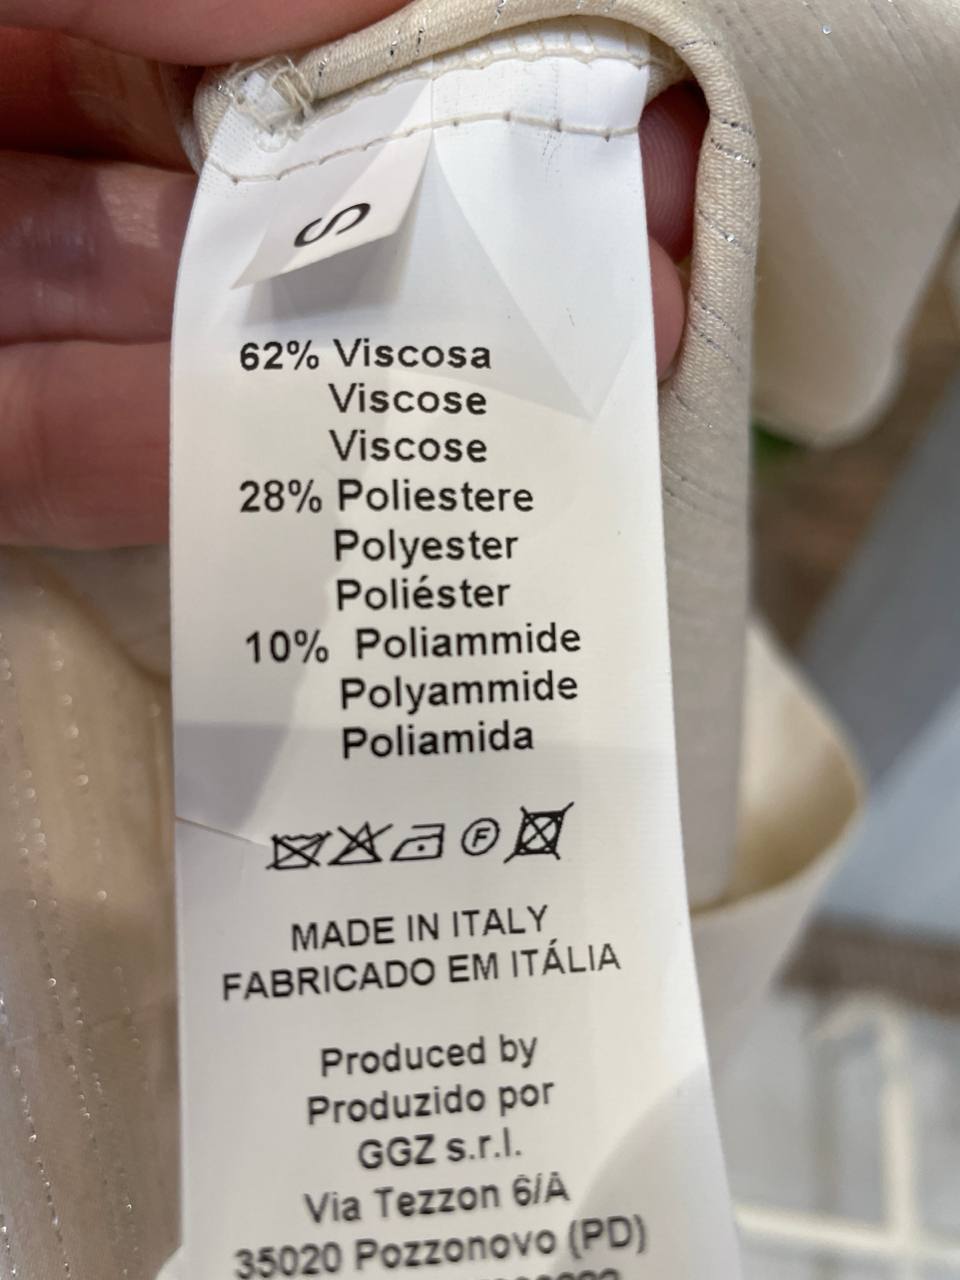 S
62% Viscosa
Viscose
Viscose
28% Poliestere
Polyester
Poliéster
10% Poliammide
Polyammide
Poliamida
F
MADE IN ITALY
FABRICADO EM ITÁLIA
Produced by
Produzido por
GGZ s.r.l.
Via Tezzon 6/A
35020 Pozzonovo (PD)